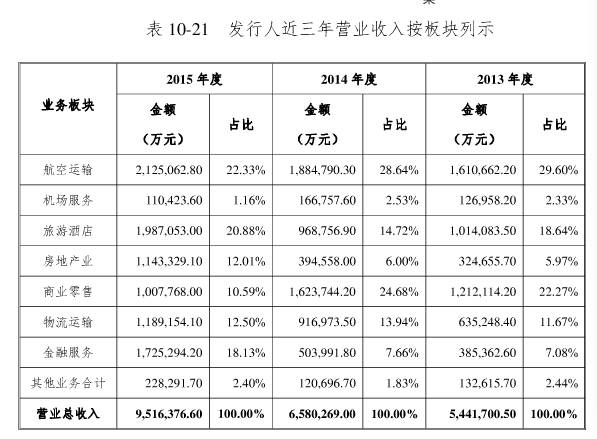 表 10-21 发行人近三年营业收入按板块列示
业务板块 2015 年度 2014 年度 2013 年度
金额（万元） 占比 金额（万元） 占比 金额（万元） 占比
航空运输 2,125,062.80 22.33% 1,884,790.30 28.64% 1,610,662.20 29.60%
机场服务 110,423.60 1.16% 166,757.60 2.53% 126,958.20 2.33%
旅游酒店 1,987,053.00 20.88% 968,756.90 14.72% 1,014,083.50 18.64%
房地产业 1,143,329.10 12.01% 394,558.00 6.00% 324,655.70 5.97%
商业零售 1,007,768.00 10.59% 1,623,744.20 24.68% 1,212,114.20 22.27%
物流运输 1,189,154.10 12.50% 916,973.50 13.94% 635,248.40 11.67%
金融服务 1,725,294.20 18.13% 503,991.80 7.66% 385,362.60 7.08%
其他业务合计 228,291.70 2.40% 120,696.70 1.83% 132,615.70 2.44%
营业总收入 9,516,376.60 100.00% 6,580,269.00 100.00% 5,441,700.50 100.00%